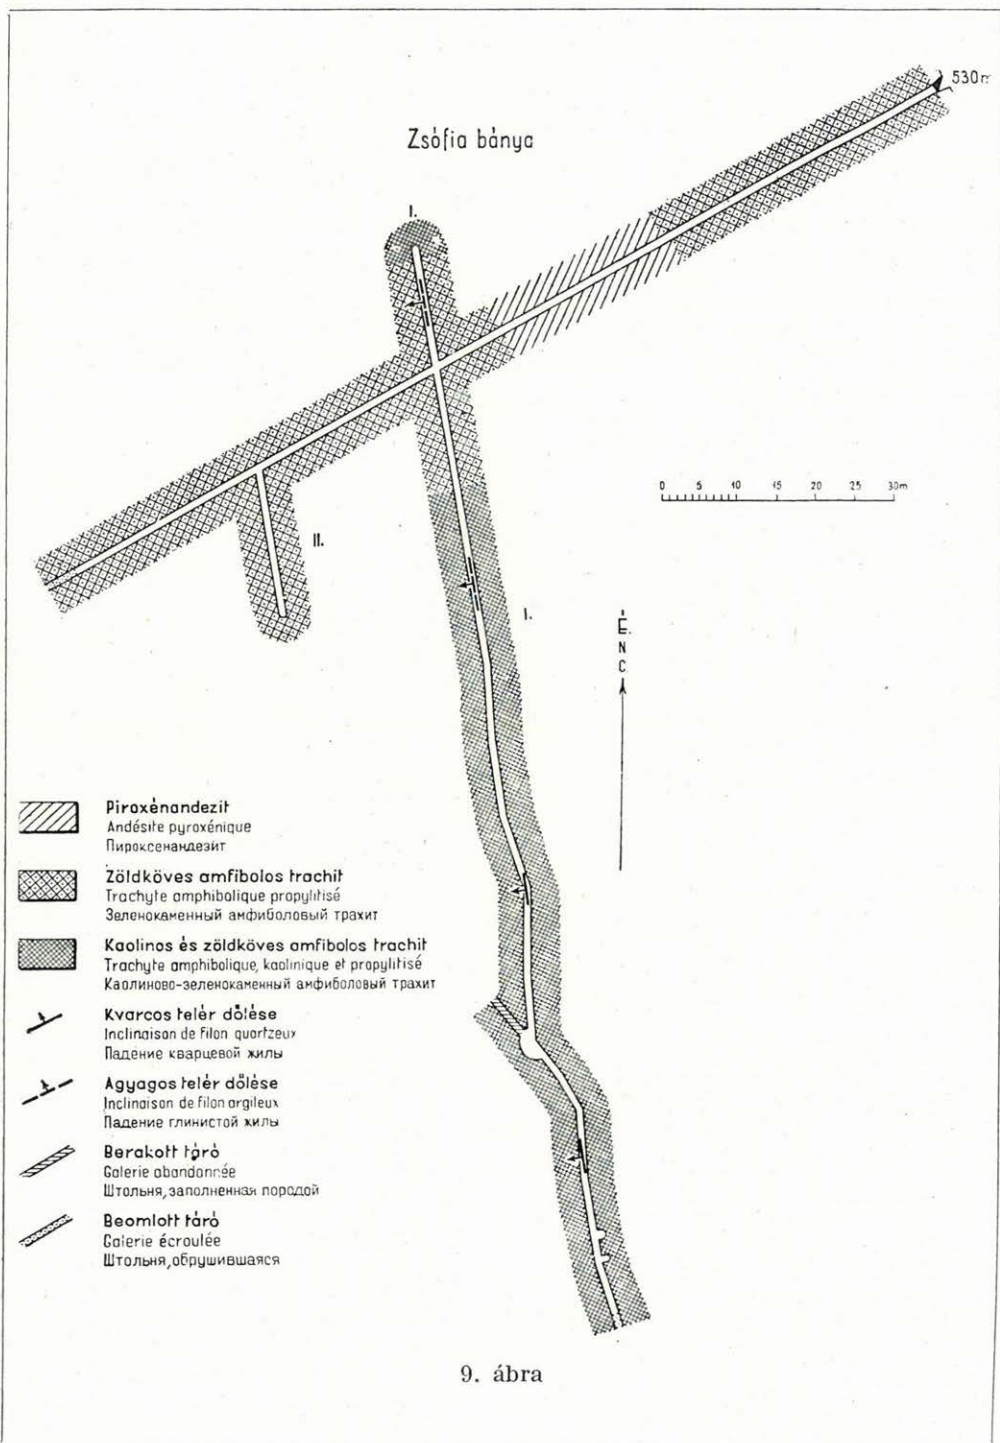 530m
Zsófia bánya
I.
0 5 10 15 20 25 30m
II.
I.
É.
N
C
Piroxénandezit
Andésite pyroxénique
Пироксенандезит
Zöldköves amfibolos trachit
Trachyte amphibolique propylitisé
Зеленокаменный амфиболовый трахит
Kaolinos és zöldköves amfibolos trachit
Trachyte amphibolique, kaolinique et propylitisé
Каолиново-зеленокаменный амфиболовый трахит
Kvarcos telér dőlése
Inclinaison de filon quartzeux
Падение кварцевой жилы
Agyagos telér dőlése
Inclinaison de filon argileux
Падение глинистой жилы
Berakott táró
Galerie abandonnée
Штольня, заполненная породой
Beomlott táró
Galerie écroulée
Штольня, обрушившаяся
9. ábra